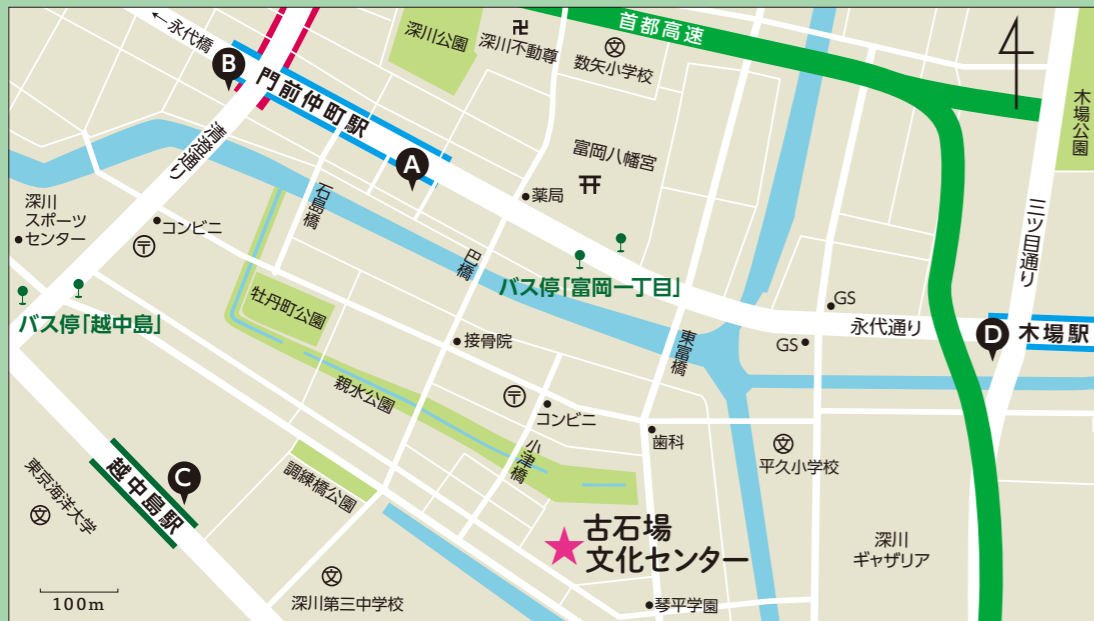 ←永代橋
B
門前仲町駅
深川公園
卍
深川不動尊
文
数矢小学校
首都高速
4
木場公園
清澄通り
A
富岡八幡宮
薬局
深川
スポーツ
センター
コンビニ
〒
石島橋
巴橋
バス停「富岡一丁目」
三ツ目通り
バス停「越中島」
牡丹町公園
接骨院
東富橋
GS
永代通り
GS
D
木場駅
親水公園
〒
コンビニ
小津橋
歯科
文
平久小学校
C
越中島駅
東京海洋大学
文
調練橋公園
古石場
文化センター
深川
ギャザリア
文
深川第三中学校
琴平学園
100m